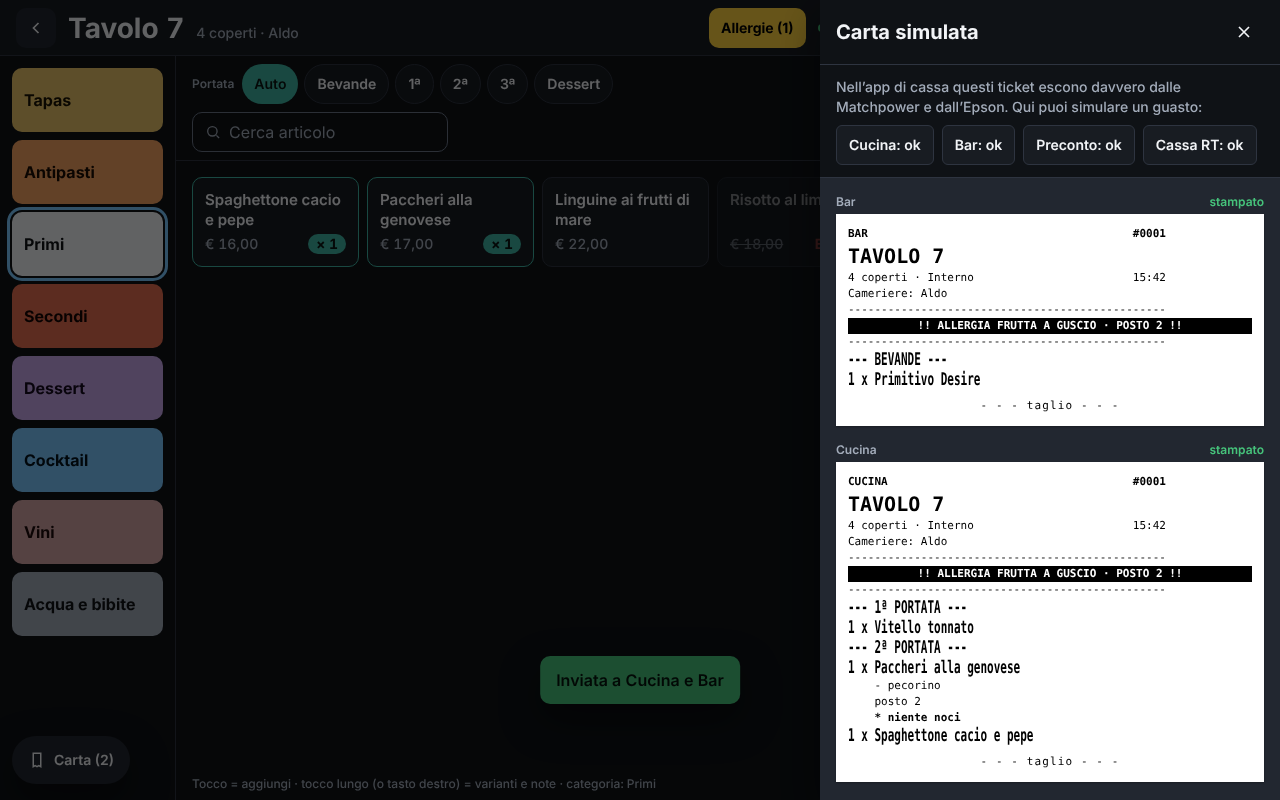 Tavolo 7
4 coperti · Aldo
Allergie (1)
Tapas
Antipasti
Primi
Secondi
Dessert
Cocktail
Vini
Acqua e bibite
Carta (2)
Portata
Auto
Bevande
1ª
2ª
3ª
Dessert
Cerca articolo
Spaghettone cacio
e pepe
€ 16,00
× 1
Paccheri alla
genovese
€ 17,00
× 1
Linguine ai frutti di
mare
€ 22,00
Risotto al
€ 18,00
Inviata a Cucina e Bar
Tocco = aggiungi · tocco lungo (o tasto destro) = varianti e note · categoria: Primi
Carta simulata
Nell’app di cassa questi ticket escono davvero dalle
Matchpower e dall’Epson. Qui puoi simulare un guasto:
Cucina: ok
Bar: ok
Preconto: ok
Cassa RT: ok
Bar
stampato
BAR #0001
TAVOLO 7
4 coperti · Interno 15:42
Cameriere: Aldo
------------------------------------------------
!! ALLERGIA FRUTTA A GUSCIO · POSTO 2 !!
------------------------------------------------
--- BEVANDE ---
1 x Primitivo Desire
- - - taglio - - -
Cucina
stampato
CUCINA #0001
TAVOLO 7
4 coperti · Interno 15:42
Cameriere: Aldo
------------------------------------------------
!! ALLERGIA FRUTTA A GUSCIO · POSTO 2 !!
------------------------------------------------
--- 1ª PORTATA ---
1 x Vitello tonnato
--- 2ª PORTATA ---
1 x Paccheri alla genovese
- pecorino
posto 2
* niente noci
1 x Spaghettone cacio e pepe
- - - taglio - - -